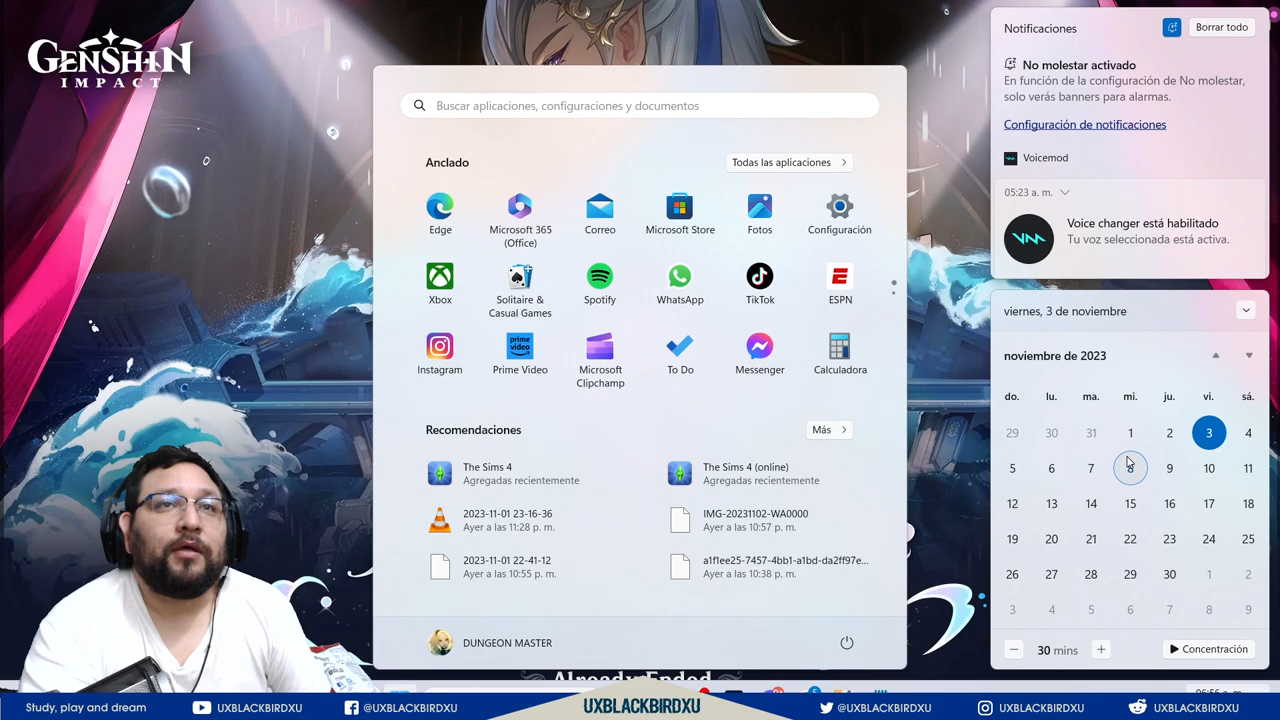 GENSHIN
IMPACT
Buscar aplicaciones, configuraciones y documentos
Anclado
Todas las aplicaciones
Edge
Microsoft 365
(Office)
Correo
Microsoft Store
Fotos
Configuración
Xbox
Solitaire &
Casual Games
Spotify
WhatsApp
TikTok
ESPN
Instagram
prime
video
Prime Video
Microsoft
Clipchamp
To Do
Messenger
Calculadora
Recomendaciones
Más
The Sims 4
Agregadas recientemente
The Sims 4 (online)
Agregadas recientemente
2023-11-01 23-16-36
Ayer a las 11:28 p. m.
IMG-20231102-WA0000
Ayer a las 10:57 p. m.
2023-11-01 22-41-12
Ayer a las 10:55 p. m.
a1f1ee25-7457-4bb1-a1bd-da2ff97e...
Ayer a las 10:38 p. m.
DUNGEON MASTER
Notificaciones
Borrar todo
No molestar activado
En función de la configuración de No molestar,
solo verás banners para alarmas.
Configuración de notificaciones
Voicemod
05:23 a. m.
Voice changer está habilitado
Tu voz seleccionada está activa.
viernes, 3 de noviembre
noviembre de 2023
do. lu. ma. mi. ju. vi. sá.
29 30 31 1 2 3 4
5 6 7 8 9 10 11
12 13 14 15 16 17 18
19 20 21 22 23 24 25
26 27 28 29 30 1 2
3 4 5 6 7 8 9
30 mins
Concentración
Study, play and dream
UXBLACKBIRDXU
@UXBLACKBIRDXU
UXBLACKBIRDXU
@UXBLACKBIRDXU
UXBLACKBIRDXU
UXBLACKBIRDXU